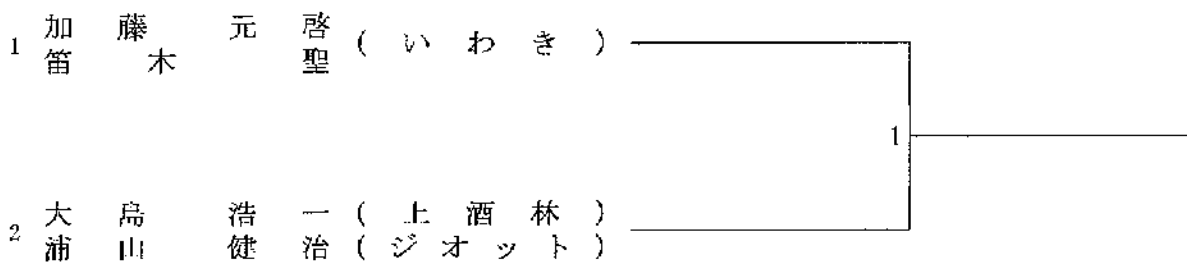 1 加藤 元啓 (いわき)
笛木 聖
1
2 大島 浩一 (上酒林)
浦山 健治 (ジオット)